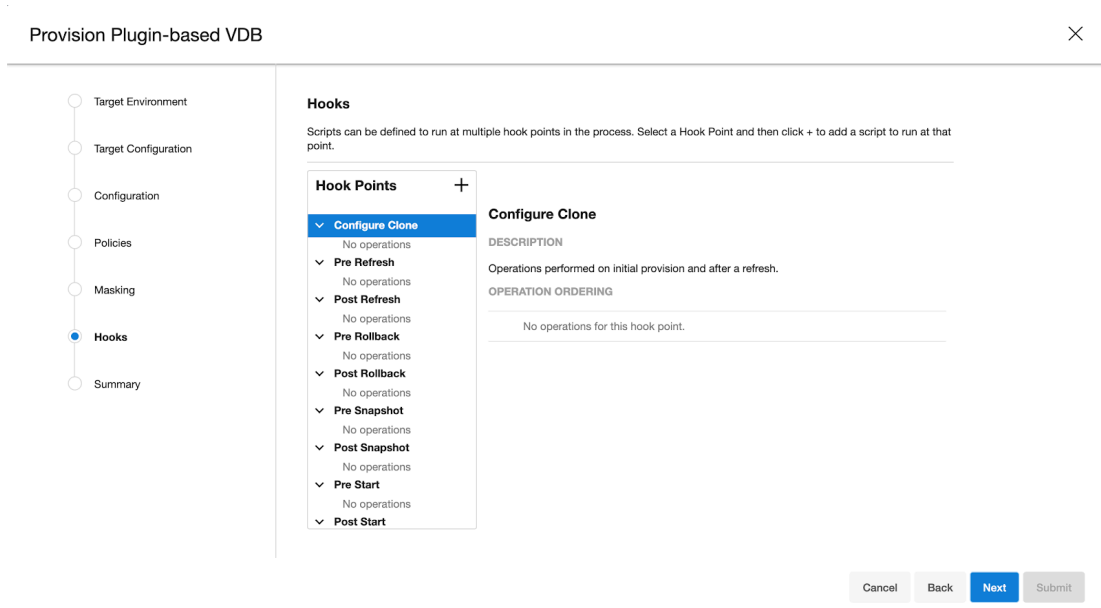 Provision Plugin-based VDB
Target Environment
Target Configuration
Configuration
Policies
Masking
Hooks
Summary
Hooks
Scripts can be defined to run at multiple hook points in the process. Select a Hook Point and then click + to add a script to run at that
point.
Hook Points
Configure Clone
No operations
Pre Refresh
No operations
Post Refresh
No operations
Pre Rollback
No operations
Post Rollback
No operations
Pre Snapshot
No operations
Post Snapshot
No operations
Pre Start
No operations
Post Start
Configure Clone
DESCRIPTION
Operations performed on initial provision and after a refresh.
OPERATION ORDERING
No operations for this hook point.
Cancel
Back
Next
Submit